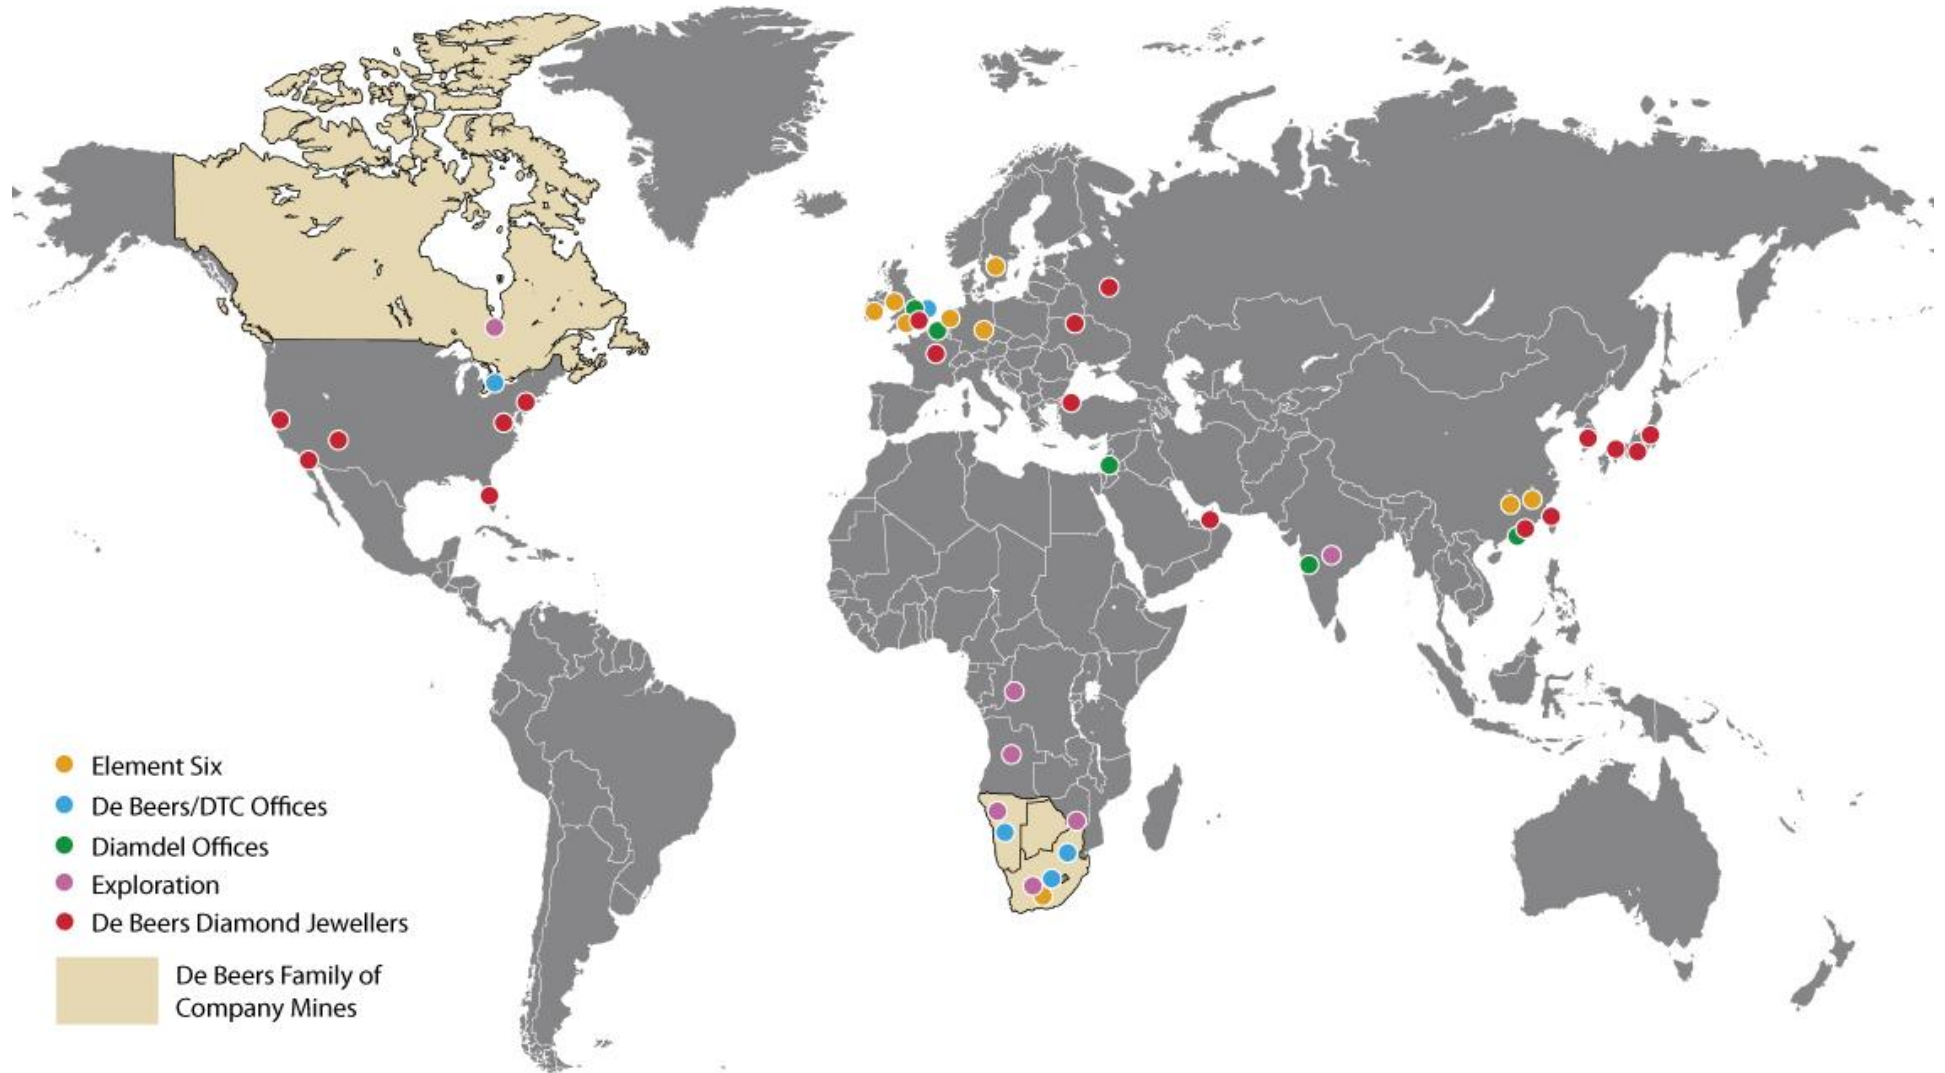 Element Six
De Beers/DTC Offices
Diamdel Offices
Exploration
De Beers Diamond Jewellers
De Beers Family of
Company Mines